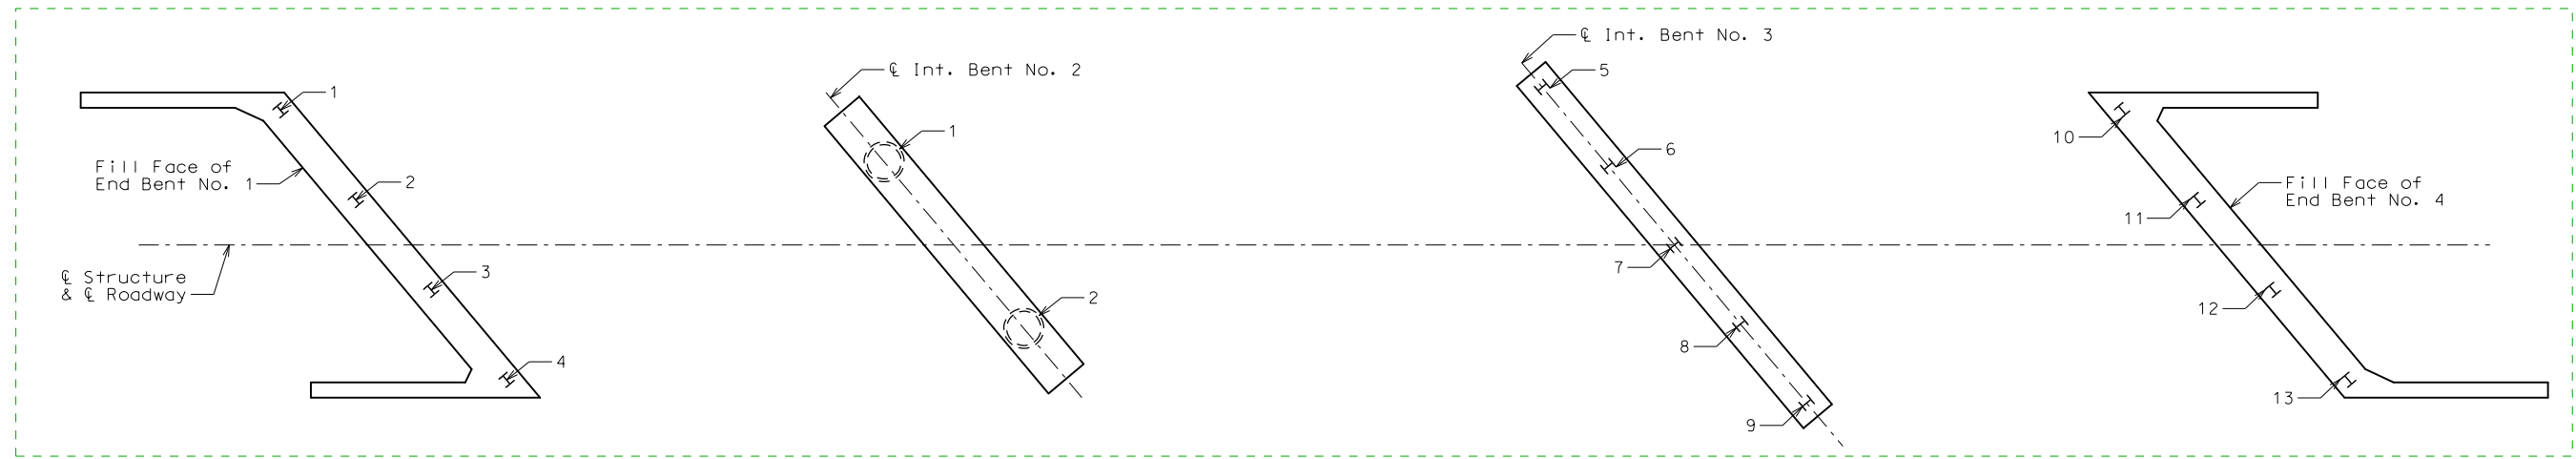 ℄ Int. Bent No. 3
℄ Int. Bent No. 2
5
1
1
6
10
Fill Face of
End Bent No. 1
2
Fill Face of
End Bent No. 4
11
7
℄ Structure
& ℄ Roadway
3
2
12
8
4
13
9